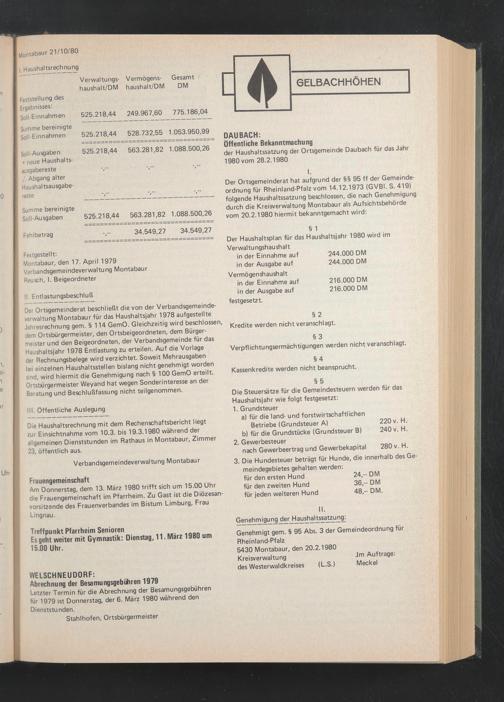 Montabaur 21/10/80
I. Haushaltsrechnung
Verwaltungs- Vermögens- Gesamt
haushalt/DM haushalt/DM DM
Feststellung des
Ergebnisses:
Soll-Einnahmen 525.218,44 249.967,60 775.186,04
Summe bereinigte
Soll-Einnahmen 525.218,44 528.732,55 1.053.950,99
Soll-Ausgaben 525.218,44 563.281,82 1.088.500,26
+ neue Haushalts-
ausgabereste -,- -,-
./. Abgang alter
Haushaltsausgabe-
reste -,- -,-
Summe bereinigte
Soll-Ausgaben 525.218,44 563.281,82 1.088.500,26
Fehlbetrag -,- 34.549,27 34.549,27
Festgestellt:
Montabaur, den 17. April 1979
Verbandsgemeindeverwaltung Montabaur
Reusch, I. Beigeordneter
II. Entlastungsbeschluß
Der Ortsgemeinderat beschließt die von der Verbandsgemeinde-
verwaltung Montabaur für das Haushaltsjahr 1978 aufgestellte
Jahresrechnung gem. § 114 GemO. Gleichzeitig wird beschlossen,
dem Ortsbürgermeister, den Ortsbeigeordneten, dem Bürger-
meister und den Beigeordneten, der Verbandsgemeinde für das
Haushaltsjahr 1978 Entlastung zu erteilen. Auf die Vorlage
der Rechnungsbelege wird verzichtet. Soweit Mehrausgaben
bei einzelnen Haushaltstellen bislang nicht genehmigt worden
sind, wird hiermit die Genehmigung nach § 100 GemO erteilt.
Ortsbürgermeister Weyand hat wegen Sonderinteresse an der
Beratung und Beschlußfassung nicht teilgenommen.
III. Öffentliche Auslegung
Die Haushaltsrechnung mit dem Rechenschaftsbericht liegt
zur Einsichtnahme vom 10.3. bis 19.3.1980 während der
allgemeinen Dienststunden im Rathaus in Montabaur, Zimmer
23, öffentlich aus.
Verbandsgemeindeverwaltung Montabaur
Frauengemeinschaft
Am Donnerstag, dem 13. März 1980 trifft sich um 15.00 Uhr
die Frauengemeinschaft im Pfarrheim. Zu Gast ist die Diözesan-
vorsitzende des Frauenverbandes im Bistum Limburg, Frau
Lingnau.
Treffpunkt Pfarrheim Senioren
Es geht weiter mit Gymnastik: Dienstag, 11. März 1980 um
15.00 Uhr.
WELSCHNEUDORF:
Abrechnung der Besamungsgebühren 1979
Letzter Termin für die Abrechnung der Besamungsgebühren
für 1979 ist Donnerstag, der 6. März 1980 während den
Dienststunden.
Stahlhofen, Ortsbürgermeister
GELBACHHÖHEN
DAUBACH:
Öffentliche Bekanntmachung
der Haushaltssatzung der Ortsgemeinde Daubach für das Jahr
1980 vom 28.2.1980
I.
Der Ortsgemeinderat hat aufgrund der §§ 95 ff der Gemeinde-
ordnung für Rheinland-Pfalz vom 14.12.1973 (GVBl. S. 419)
folgende Haushaltssatzung beschlossen, die nach Genehmigung
durch die Kreisverwaltung Montabaur als Aufsichtsbehörde
vom 20.2.1980 hiermit bekanntgemacht wird:
§ 1
Der Haushaltsplan für das Haushaltsjahr 1980 wird im
Verwaltungshaushalt
in der Einnahme auf 244.000 DM
in der Ausgabe auf 244.000 DM
Vermögenshaushalt
in der Einnahme auf 216.000 DM
in der Ausgabe auf 216.000 DM
festgesetzt.
§ 2
Kredite werden nicht veranschlagt.
§ 3
Verpflichtungsermächtigungen werden nicht veranschlagt.
§ 4
Kassenkredite werden nicht beansprucht.
§ 5
Die Steuersätze für die Gemeindesteuern werden für das
Haushaltsjahr wie folgt festgesetzt:
1. Grundsteuer
a) für die land- und forstwirtschaftlichen
Betriebe (Grundsteuer A) 220 v. H.
b) für die Grundstücke (Grundsteuer B) 240 v. H.
2. Gewerbesteuer
nach Gewerbeertrag und Gewerbekapital 280 v. H.
3. Die Hundesteuer beträgt für Hunde, die innerhalb des Ge-
meindegebietes gehalten werden:
für den ersten Hund 24,– DM
für den zweiten Hund 36,– DM
für jeden weiteren Hund 48,– DM.
II.
Genehmigung der Haushaltssatzung:
Genehmigt gem. § 95 Abs. 3 der Gemeindeordnung für
Rheinland-Pfalz
5430 Montabaur, den 20.2.1980
Kreisverwaltung Jm Auftrage:
des Westerwaldkreises (L.S.) Meckel